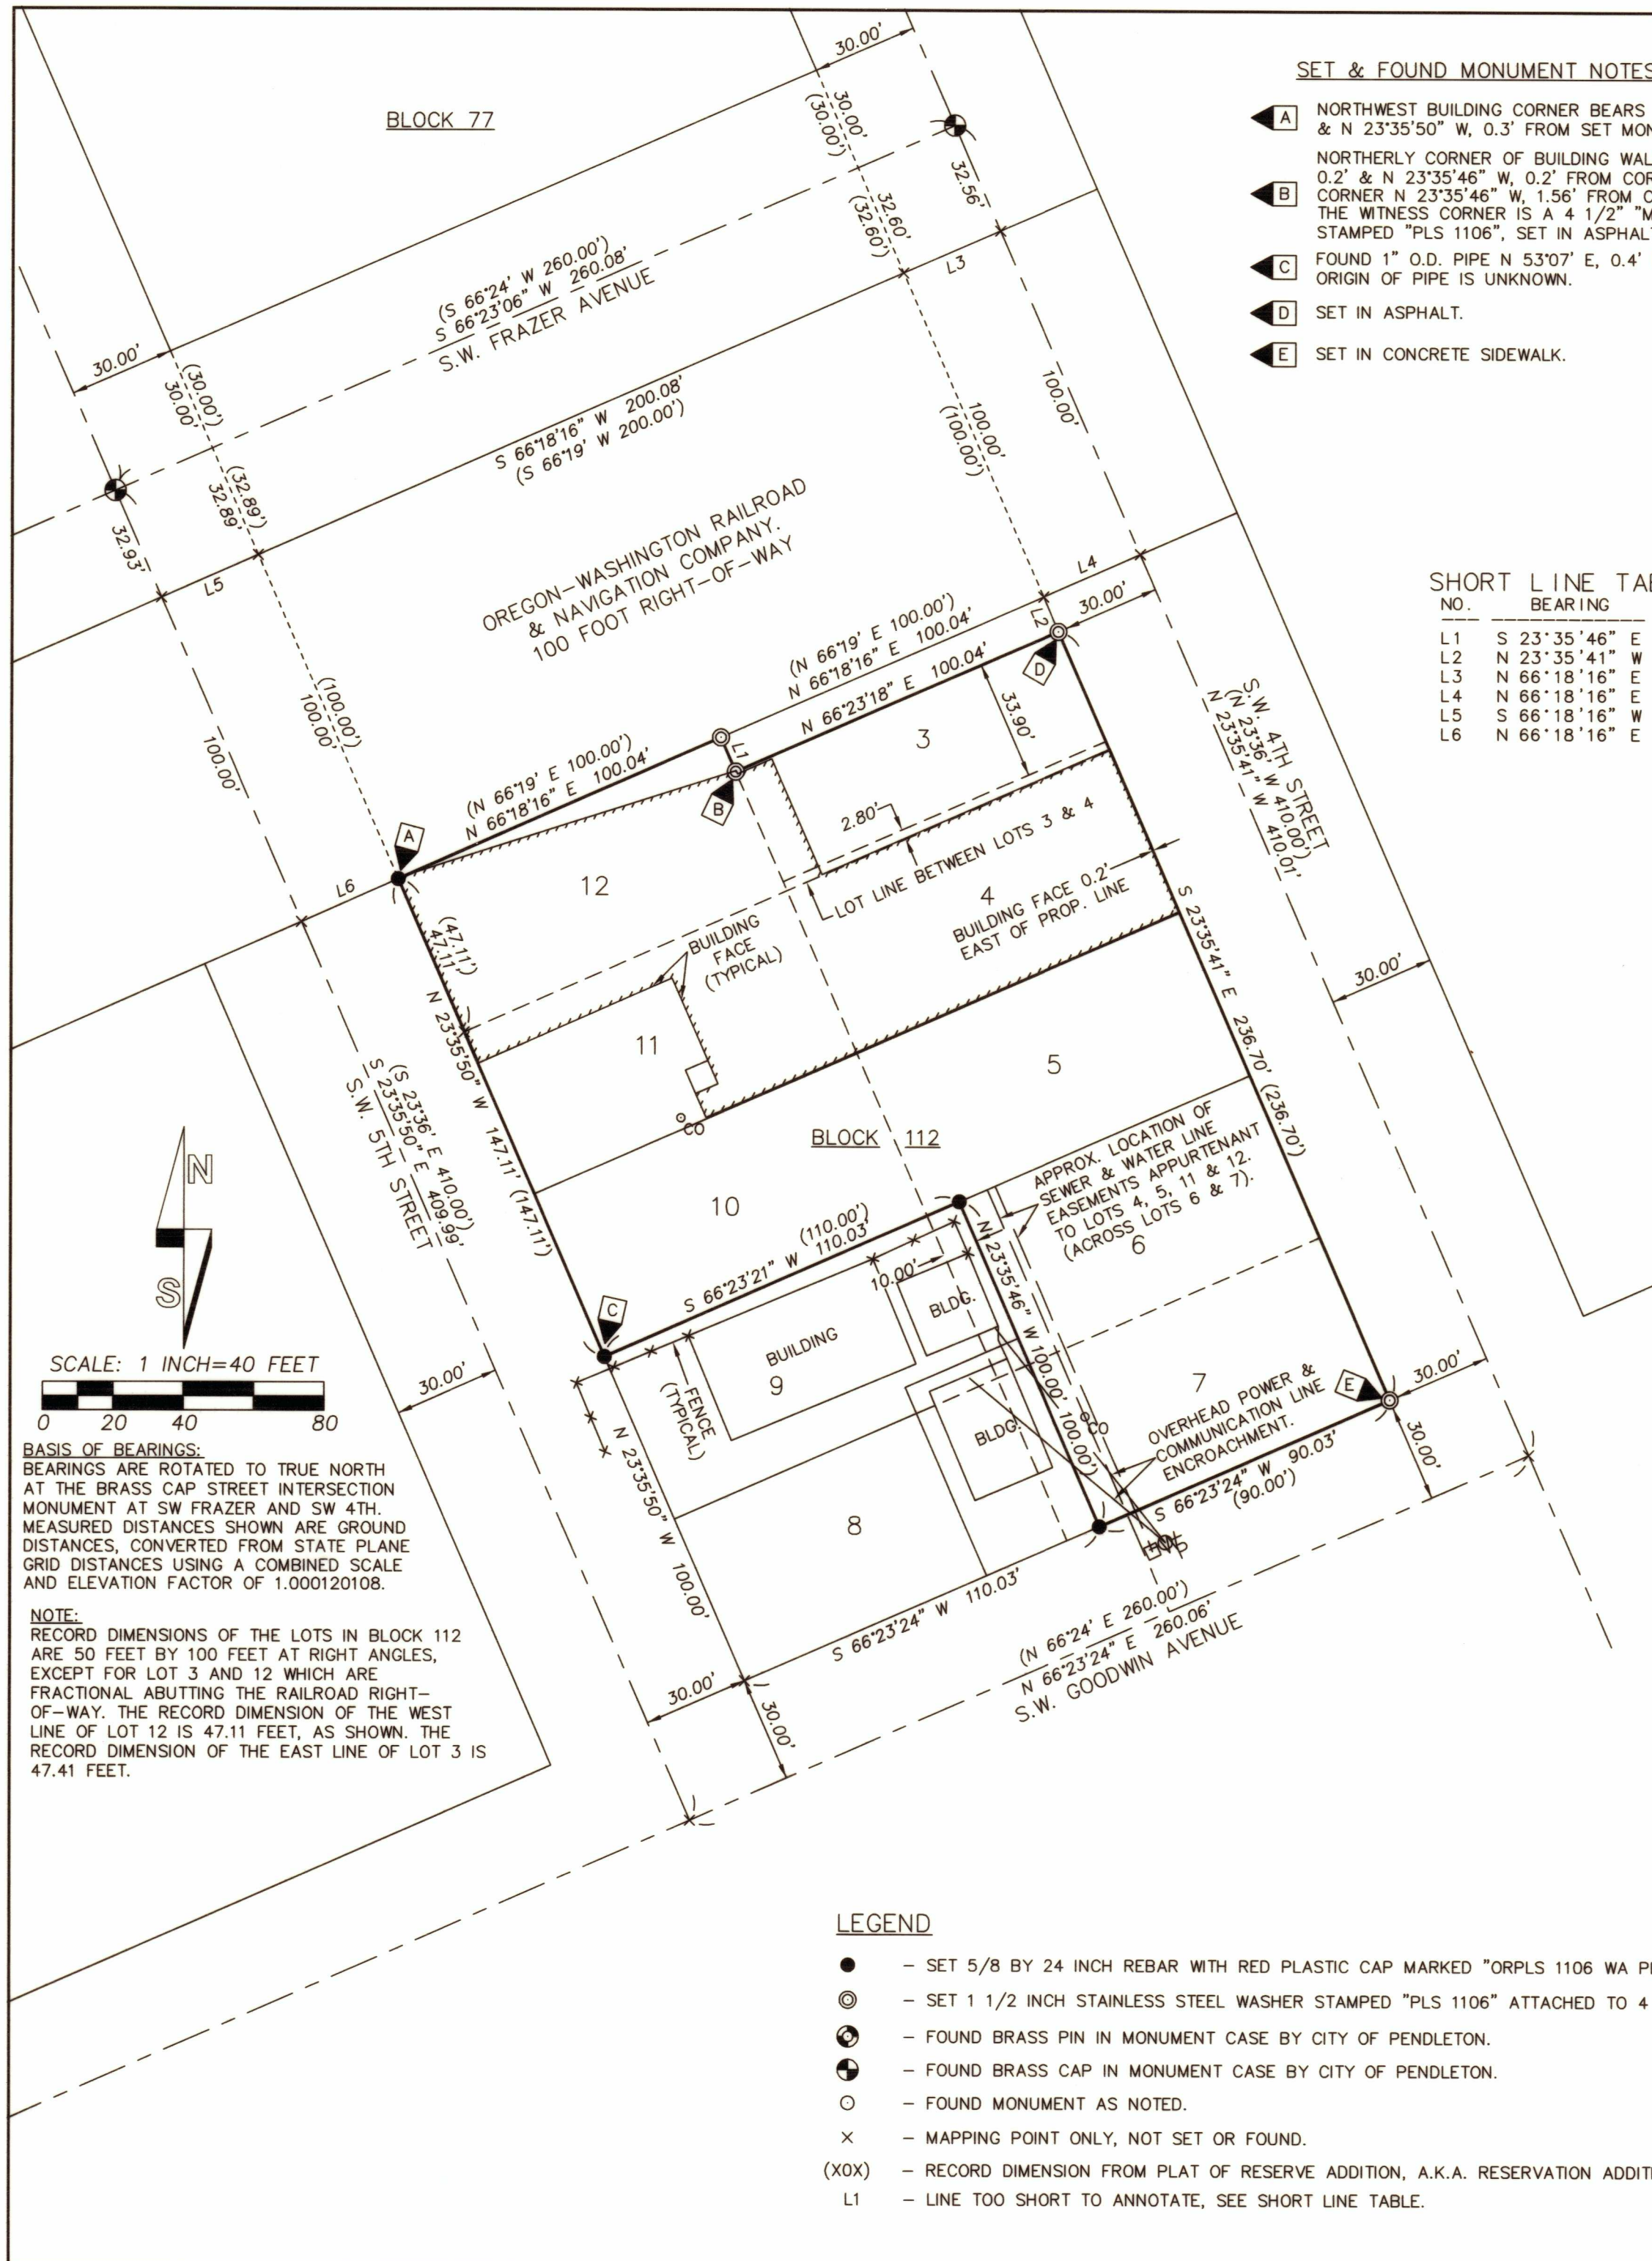 BLOCK 77
30.00'
30.00'
(30.00')
32.56'
32.60'
(32.60')
(S 66°24' W 260.00')
S 66°23'06" W 260.08'
S.W. FRAZER AVENUE
30.00'
(30.00')
30.00'
L3
S 66°18'16" W 200.08'
(S 66°19' W 200.00')
(32.89')
32.89'
32.93'
L5
100.00'
100.00'
(100.00')
OREGON-WASHINGTON RAILROAD
& NAVIGATION COMPANY.
100 FOOT RIGHT-OF-WAY
L4
30.00'
L2
(N 66°19' E 100.00')
N 66°18'16" E 100.04'
N 66°23'18" E 100.04'
D
(100.00')
100.00'
100.00'
(N 66°19' E 100.00')
N 66°18'16" E 100.04'
L1
B
A
L6
3
33.90'
2.80'
LOT LINE BETWEEN LOTS 3 & 4
4
BUILDING FACE 0.2'
EAST OF PROP. LINE
S.W. 4TH STREET
(N 23°36' W 410.00')
N 23°35'41" W 410.01'
30.00'
S 23°35'41" E 236.70' (236.70')
12
(47.11')
47.11'
BUILDING
FACE
(TYPICAL)
11
CO
N 23°35'50" W 147.11' (147.11')
(S 23°36' E 410.00')
S 23°35'50" E 409.99'
S.W. 5TH STREET
5
BLOCK 112
10
APPROX. LOCATION OF
SEWER & WATER LINE
EASEMENTS APPURTENANT
TO LOTS 4, 5, 11 & 12.
(ACROSS LOTS 6 & 7).
6
(110.00')
S 66°23'21" W 110.03'
10.00'
N 23°35'46" W 100.00' 100.00')
C
BLDG.
BUILDING
9
FENCE
(TYPICAL)
BLDG.
CO
7
OVERHEAD POWER &
COMMUNICATION LINE
ENCROACHMENT.
E
30.00'
30.00'
S 66°23'24" W 90.03'
(90.00')
30.00'
N 23°35'50" W 100.00'
8
S 66°23'24" W 110.03'
(N 66°24' E 260.00')
N 66°23'24" E 260.06'
S.W. GOODWIN AVENUE
30.00'
30.00'
N
S
SCALE: 1 INCH=40 FEET
0 20 40 80
BASIS OF BEARINGS:
BEARINGS ARE ROTATED TO TRUE NORTH
AT THE BRASS CAP STREET INTERSECTION
MONUMENT AT SW FRAZER AND SW 4TH.
MEASURED DISTANCES SHOWN ARE GROUND
DISTANCES, CONVERTED FROM STATE PLANE
GRID DISTANCES USING A COMBINED SCALE
AND ELEVATION FACTOR OF 1.000120108.
NOTE:
RECORD DIMENSIONS OF THE LOTS IN BLOCK 112
ARE 50 FEET BY 100 FEET AT RIGHT ANGLES,
EXCEPT FOR LOT 3 AND 12 WHICH ARE
FRACTIONAL ABUTTING THE RAILROAD RIGHT-
OF-WAY. THE RECORD DIMENSION OF THE WEST
LINE OF LOT 12 IS 47.11 FEET, AS SHOWN. THE
RECORD DIMENSION OF THE EAST LINE OF LOT 3 IS
47.41 FEET.
SET & FOUND MONUMENT NOTES
A NORTHWEST BUILDING CORNER BEARS
& N 23°35'50" W, 0.3' FROM SET MON
NORTHERLY CORNER OF BUILDING WAL
0.2' & N 23°35'46" W, 0.2' FROM COR
B CORNER N 23°35'46" W, 1.56' FROM C
THE WITNESS CORNER IS A 4 1/2" "M
STAMPED "PLS 1106", SET IN ASPHAL
C FOUND 1" O.D. PIPE N 53°07' E, 0.4'
ORIGIN OF PIPE IS UNKNOWN.
D SET IN ASPHALT.
E SET IN CONCRETE SIDEWALK.
SHORT LINE TA
NO. BEARING
L1 S 23°35'46" E
L2 N 23°35'41" W
L3 N 66°18'16" E
L4 N 66°18'16" E
L5 S 66°18'16" W
L6 N 66°18'16" E
LEGEND
- SET 5/8 BY 24 INCH REBAR WITH RED PLASTIC CAP MARKED "ORPLS 1106 WA P
- SET 1 1/2 INCH STAINLESS STEEL WASHER STAMPED "PLS 1106" ATTACHED TO 4
- FOUND BRASS PIN IN MONUMENT CASE BY CITY OF PENDLETON.
- FOUND BRASS CAP IN MONUMENT CASE BY CITY OF PENDLETON.
- FOUND MONUMENT AS NOTED.
× - MAPPING POINT ONLY, NOT SET OR FOUND.
(X0X) - RECORD DIMENSION FROM PLAT OF RESERVE ADDITION, A.K.A. RESERVATION ADDIT
L1 - LINE TOO SHORT TO ANNOTATE, SEE SHORT LINE TABLE.